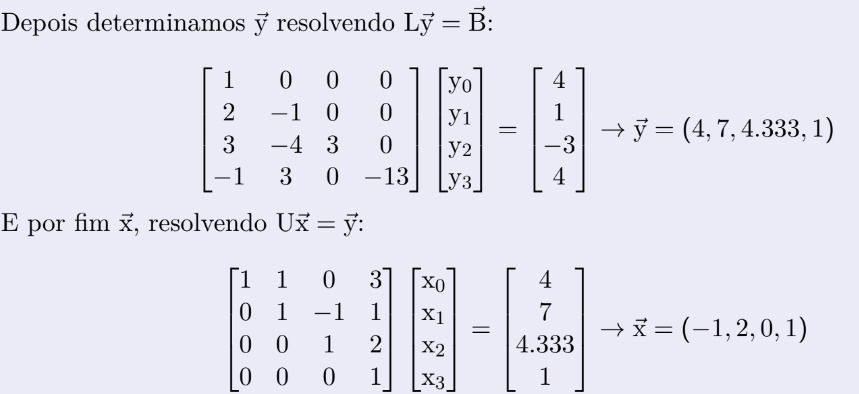 Depois determinamos y⃗ resolvendo Ly⃗ = B⃗:
1 0 0 0 y₀ 4
2 −1 0 0 y₁ 1
3 −4 3 0 y₂ = −3 → y⃗ = (4, 7, 4.333, 1)
−1 3 0 −13 y₃ 4
E por fim x⃗, resolvendo Ux⃗ = y⃗:
1 1 0 3 x₀ 4
0 1 −1 1 x₁ 7
0 0 1 2 x₂ = 4.333 → x⃗ = (−1, 2, 0, 1)
0 0 0 1 x₃ 1